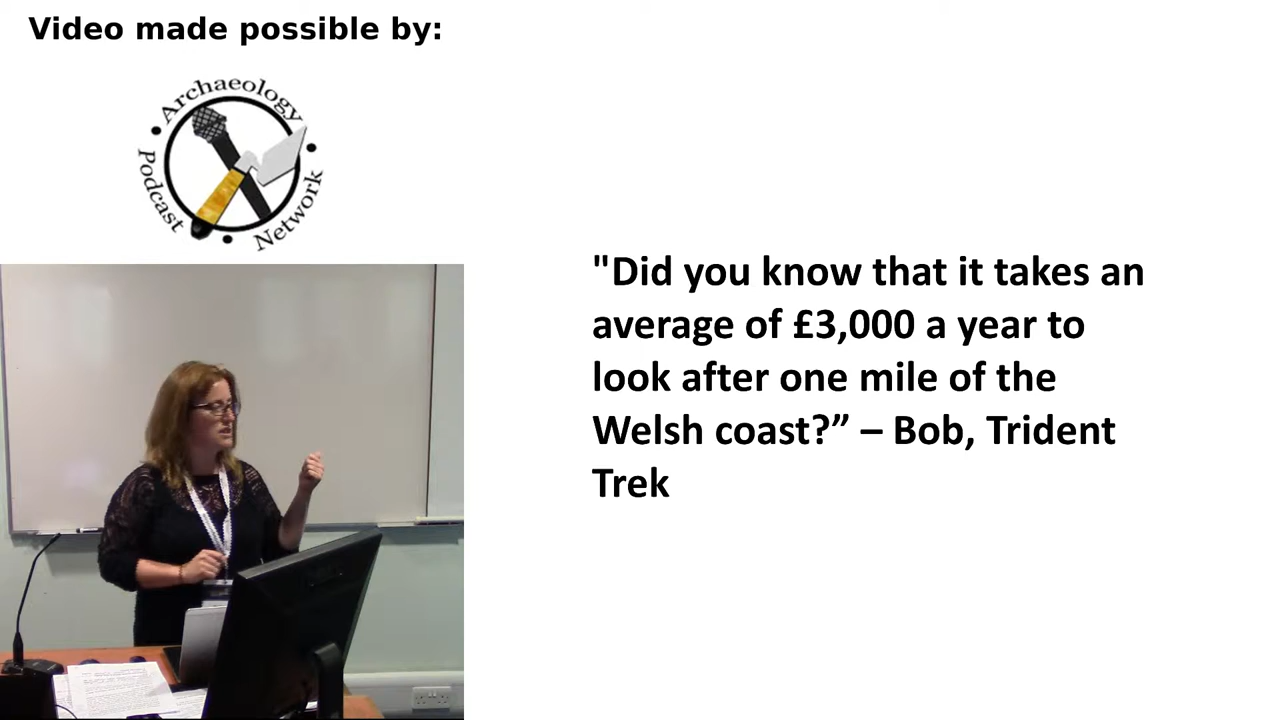 Video made possible by:
Archaeology
Podcast
Network
"Did you know that it takes an
average of £3,000 a year to
look after one mile of the
Welsh coast?” – Bob, Trident
Trek